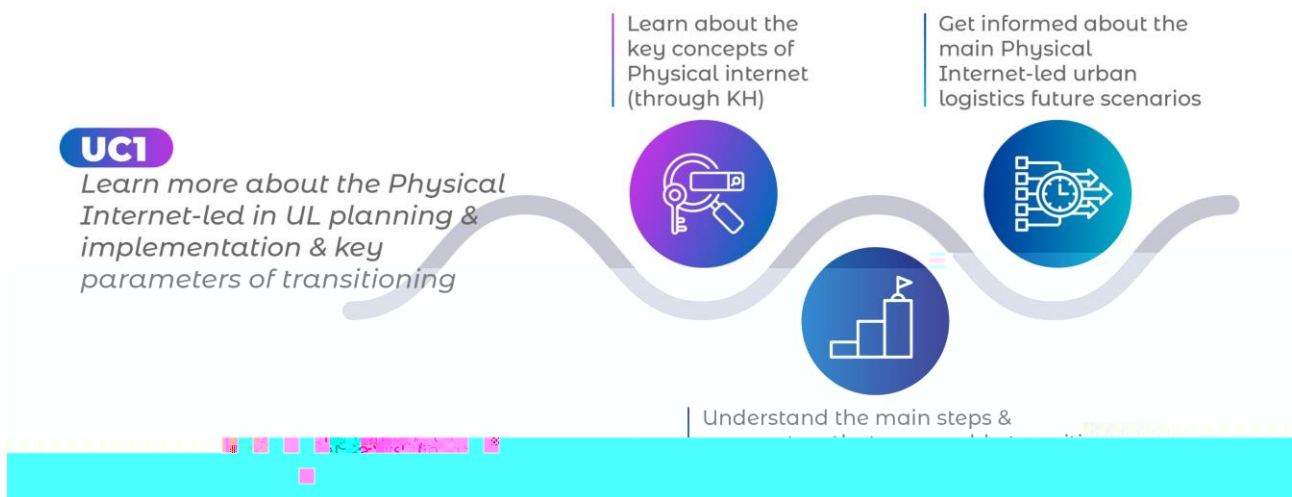 Learn about the
key concepts of
Physical internet
(through KH)
Get informed about the
main Physical
Internet-led urban
logistics future scenarios
UC1
Learn more about the Physical
Internet-led in UL planning &
implementation & key
parameters of transitioning
Understand the main steps &